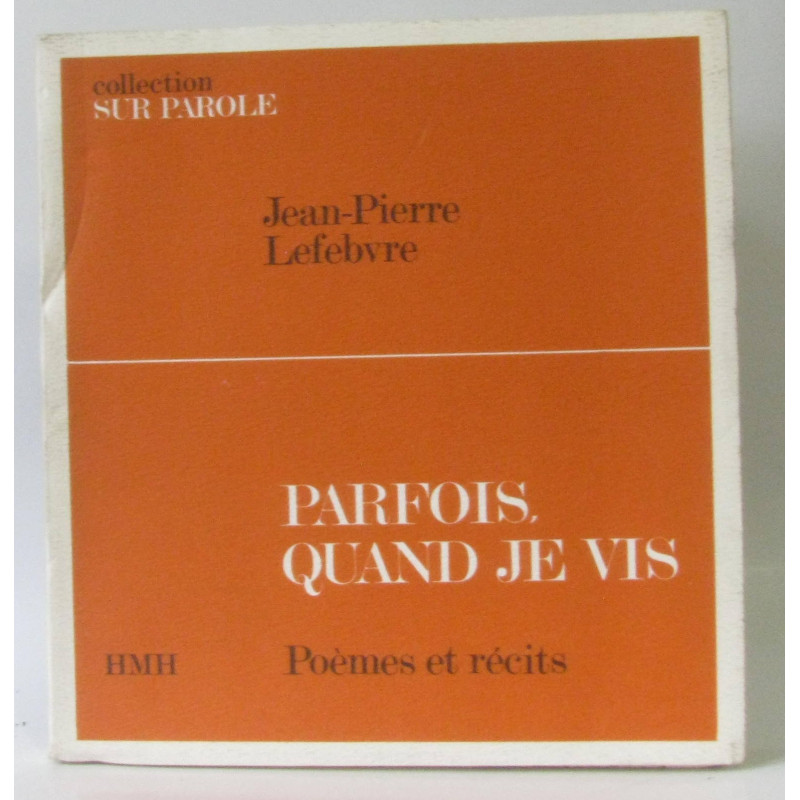 collection
SUR PAROLE
Jean-Pierre
Lefebvre
PARFOIS,
QUAND JE VIS
HMH Poèmes et récits